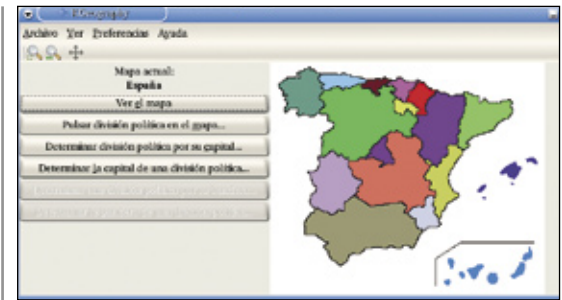 KGeography
Archivo Ver Preferencias Ayuda
Mapa actual:
España
Ver el mapa
Pulsar división política en el mapa...
Determinar división política por su capital...
Determinar la capital de una división política...